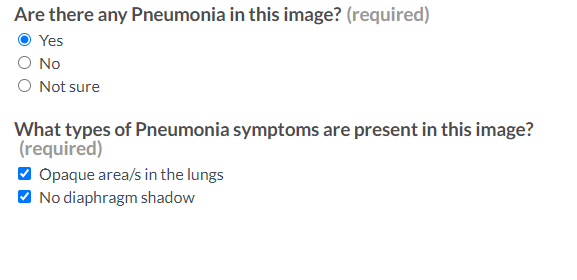 Are there any Pneumonia in this image? (required)
Yes
No
Not sure
What types of Pneumonia symptoms are present in this image?
(required)
Opaque area/s in the lungs
No diaphragm shadow